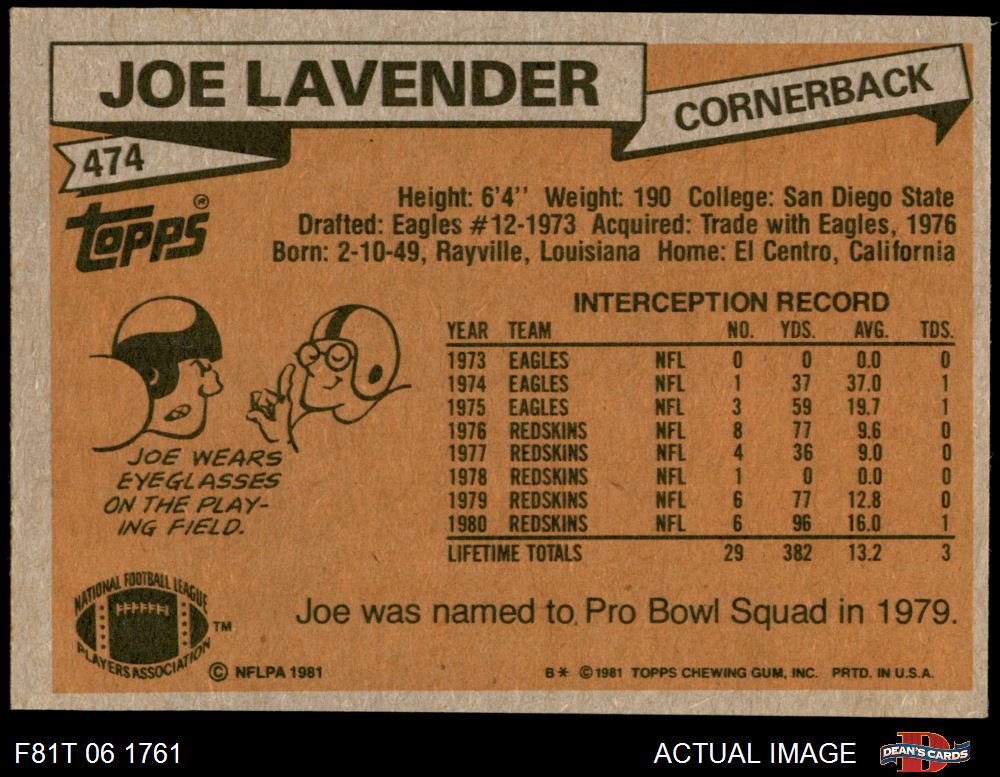 JOE LAVENDER
CORNERBACK
474
TOPPS®
Height: 6'4'' Weight: 190 College: San Diego State
Drafted: Eagles #12-1973 Acquired: Trade with Eagles, 1976
Born: 2-10-49, Rayville, Louisiana Home: El Centro, California
INTERCEPTION RECORD
YEAR TEAM NO. YDS. AVG. TDS.
1973 EAGLES NFL 0 0 0.0 0
1974 EAGLES NFL 1 37 37.0 1
1975 EAGLES NFL 3 59 19.7 1
1976 REDSKINS NFL 8 77 9.6 0
1977 REDSKINS NFL 4 36 9.0 0
1978 REDSKINS NFL 1 0 0.0 0
1979 REDSKINS NFL 6 77 12.8 0
1980 REDSKINS NFL 6 96 16.0 1
LIFETIME TOTALS 29 382 13.2 3
JOE WEARS
EYEGLASSES
ON THE PLAY-
ING FIELD.
Joe was named to Pro Bowl Squad in 1979.
NATIONAL FOOTBALL LEAGUE
PLAYERS ASSOCIATION
TM
© NFLPA 1981
B* © 1981 TOPPS CHEWING GUM, INC. PRTD. IN U.S.A.
F81T 06 1761
ACTUAL IMAGE
DEAN'S CARDS